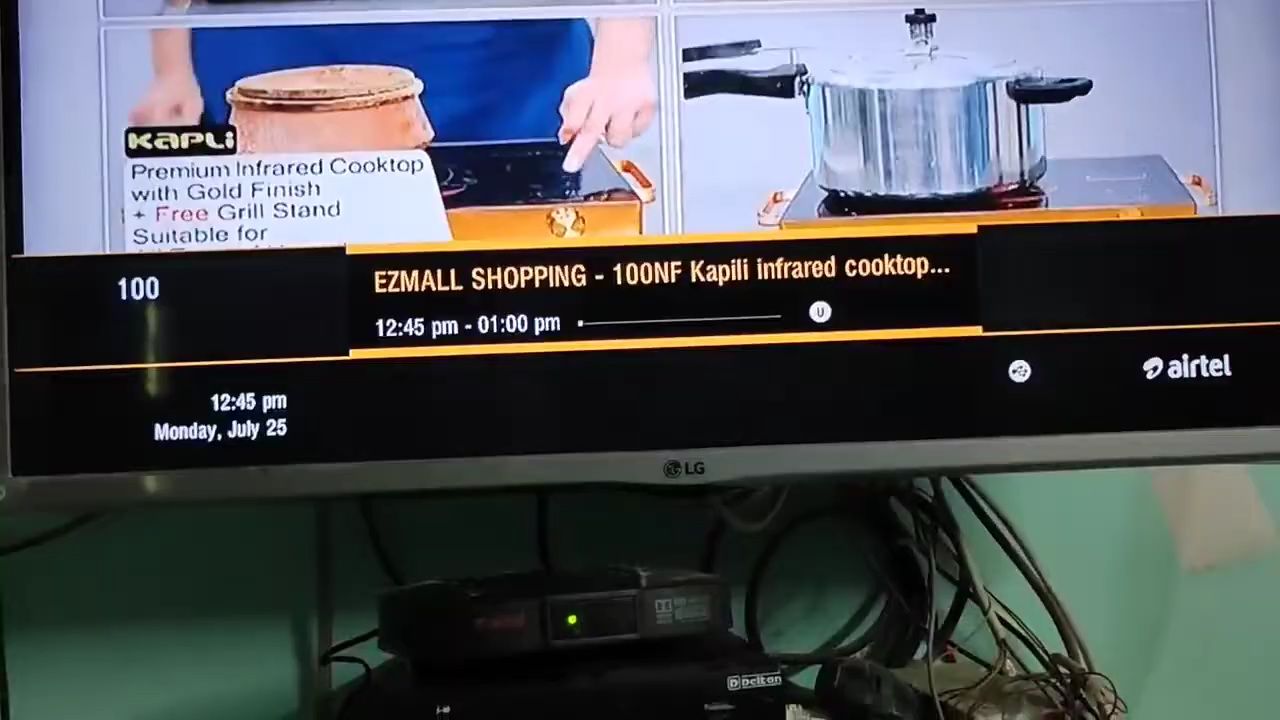 KAPLI
Premium Infrared Cooktop
with Gold Finish
+ Free Grill Stand
Suitable for
100
EZMALL SHOPPING - 100NF Kapili infrared cooktop...
12:45 pm - 01:00 pm
U
airtel
12:45 pm
Monday, July 25
LG
Delton